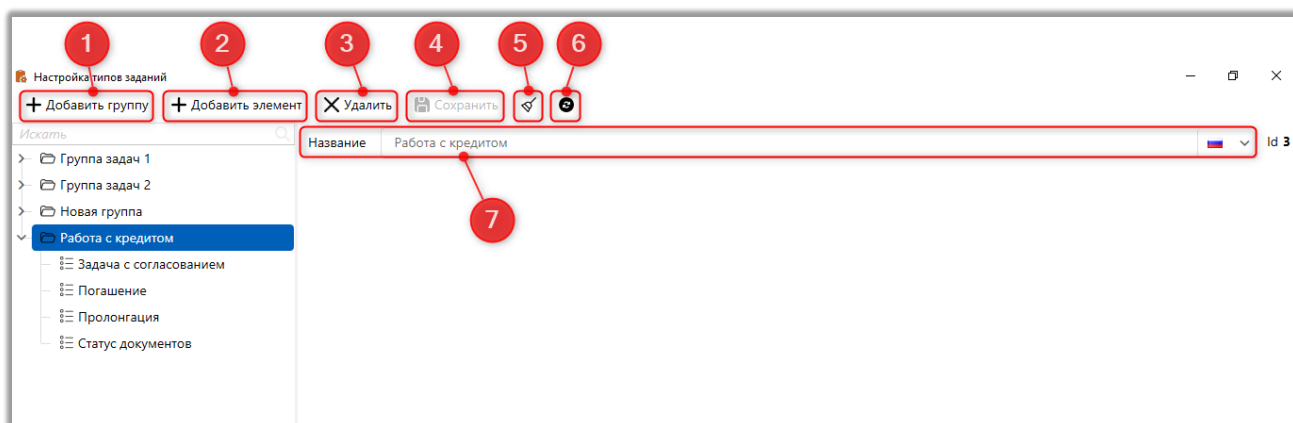 1 2 3 4 5 6
Настройка типов заданий
Добавить группу Добавить элемент Удалить Сохранить
Искать
Название Работа с кредитом Id 3
Группа задач 1
Группа задач 2
Новая группа
7
Работа с кредитом
Задача с согласованием
Погашение
Пролонгация
Статус документов